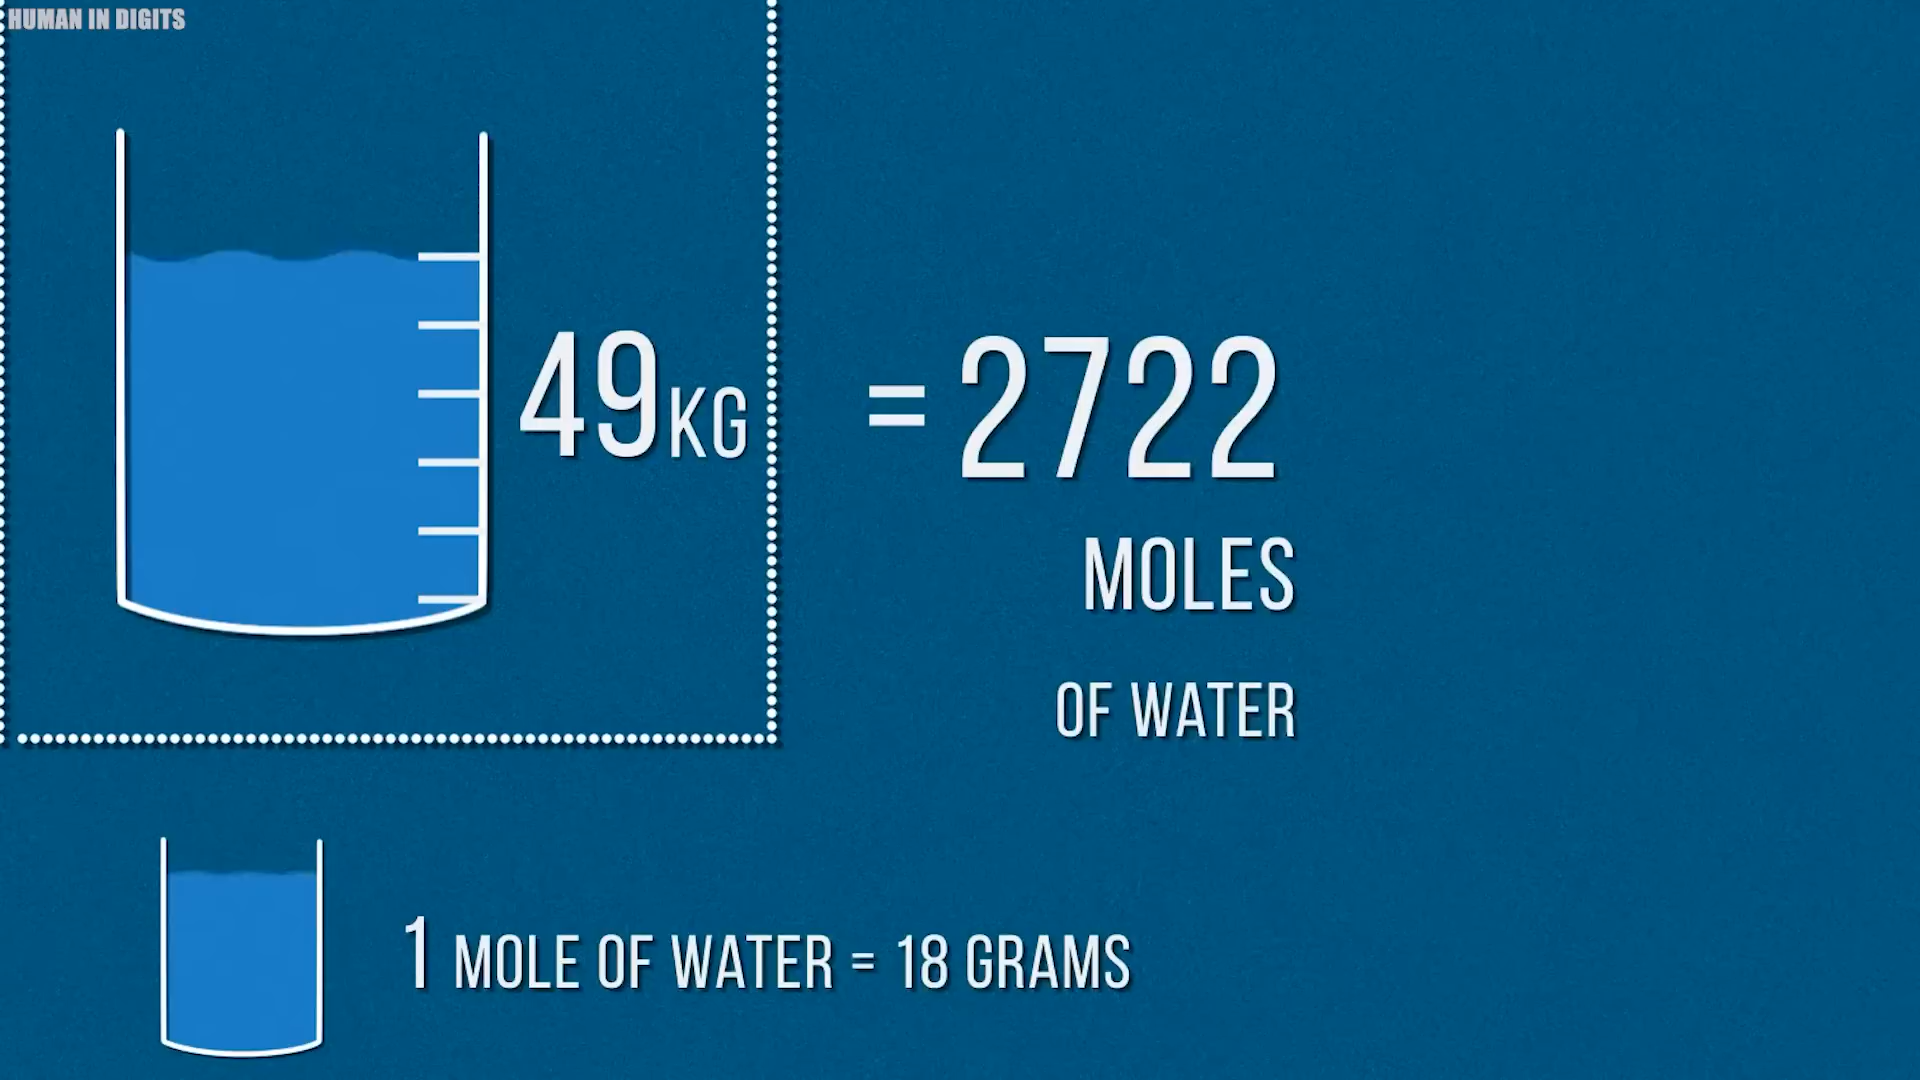 HUMAN IN DIGITS
49KG = 2722
MOLES
OF WATER
1 MOLE OF WATER = 18 GRAMS